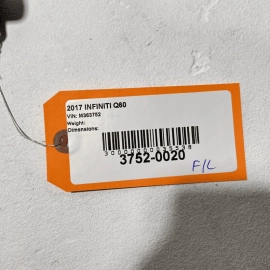 2017 INFINITI Q60
VIN: M363752
Weight:
Dimensions:
3752-0020
F/L